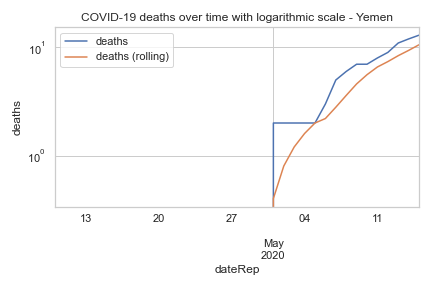 COVID-19 deaths over time with logarithmic scale - Yemen
deaths
deaths (rolling)
10¹
10⁰
deaths
13 20 27 04 11
May
2020
dateRep